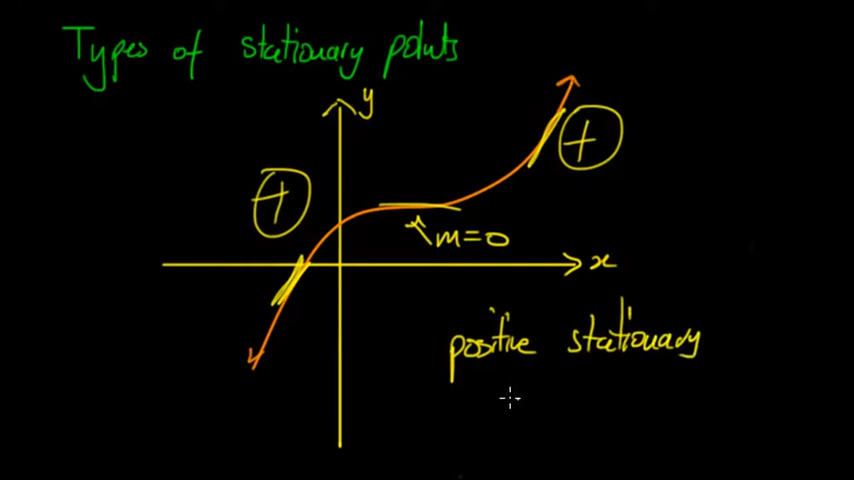 Types of stationary points
y
+
+
m=0
x
positive stationary